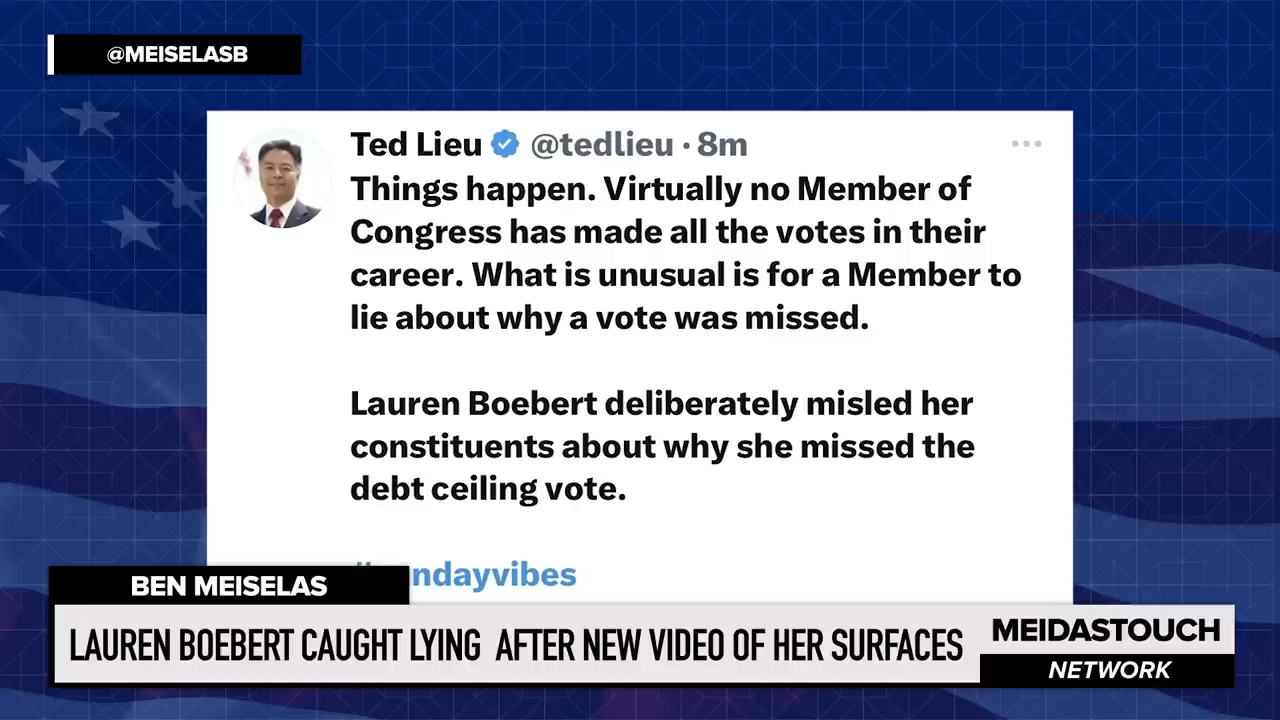 @MEISELASB
Ted Lieu @tedlieu · 8m
Things happen. Virtually no Member of
Congress has made all the votes in their
career. What is unusual is for a Member to
lie about why a vote was missed.
Lauren Boebert deliberately misled her
constituents about why she missed the
debt ceiling vote.
ndayvibes
BEN MEISELAS
LAUREN BOEBERT CAUGHT LYING AFTER NEW VIDEO OF HER SURFACES
MEIDASTOUCH
NETWORK